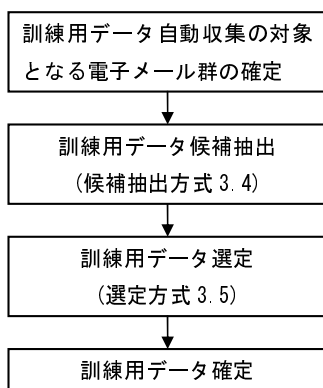 訓練用データ自動収集の対象
となる電子メール群の確定
訓練用データ候補抽出
(候補抽出方式 3.4)
訓練用データ選定
(選定方式 3.5)
訓練用データ確定